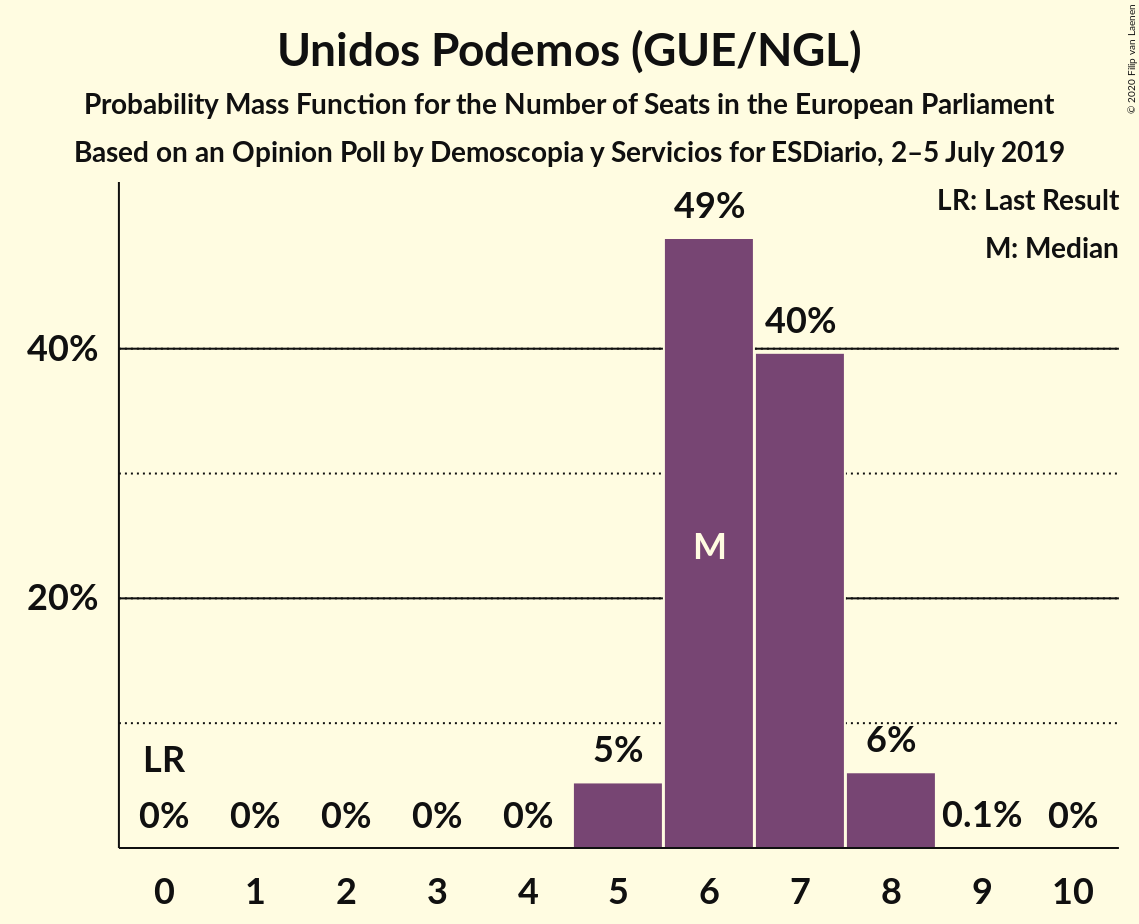 Unidos Podemos (GUE/NGL)
Probability Mass Function for the Number of Seats in the European Parliament
Based on an Opinion Poll by Demoscopia y Servicios for ESDiario, 2–5 July 2019
© 2020 Filip van Laenen
LR: Last Result
M: Median
49%
40%
40%
M
20%
LR
5%
6%
0% 0% 0% 0% 0% 0.1% 0%
0 1 2 3 4 5 6 7 8 9 10